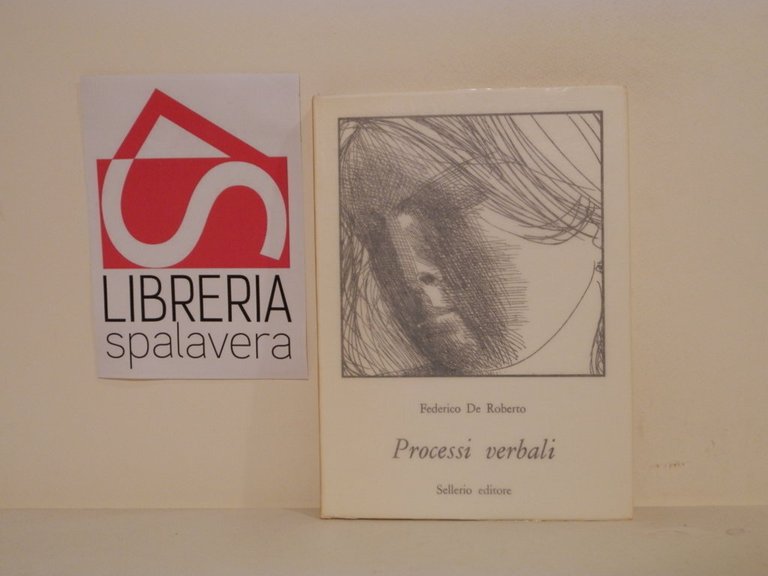 LIBRERIA
spalavera
Federico De Roberto
Processi verbali
Sellerio editore